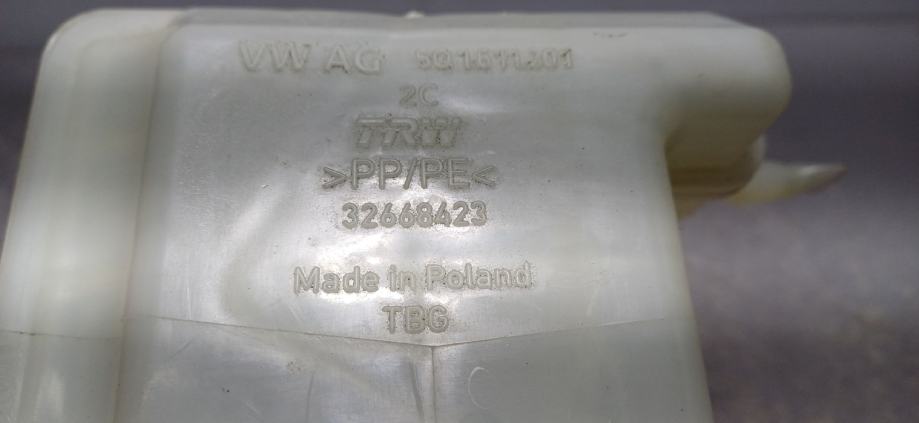 VW AG 5Q1611301
2C
TRW
>PP/PE<
32668423
Made in Poland
TBG